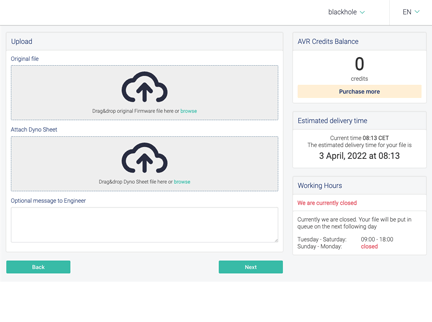 blackhole
EN
Upload
Original file
Drag&drop original Firmware file here or browse
Attach Dyno Sheet
Drag&drop Dyno Sheet file here or browse
Optional message to Engineer
Back
Next
AVR Credits Balance
0
credits
Purchase more
Estimated delivery time
Current time 08:13 CET
The estimated delivery time for your file is
3 April, 2022 at 08:13
Working Hours
We are currently closed
Currently we are closed. Your file will be put in
queue on the next following day
Tuesday - Saturday: 09:00 - 18:00
Sunday - Monday: closed